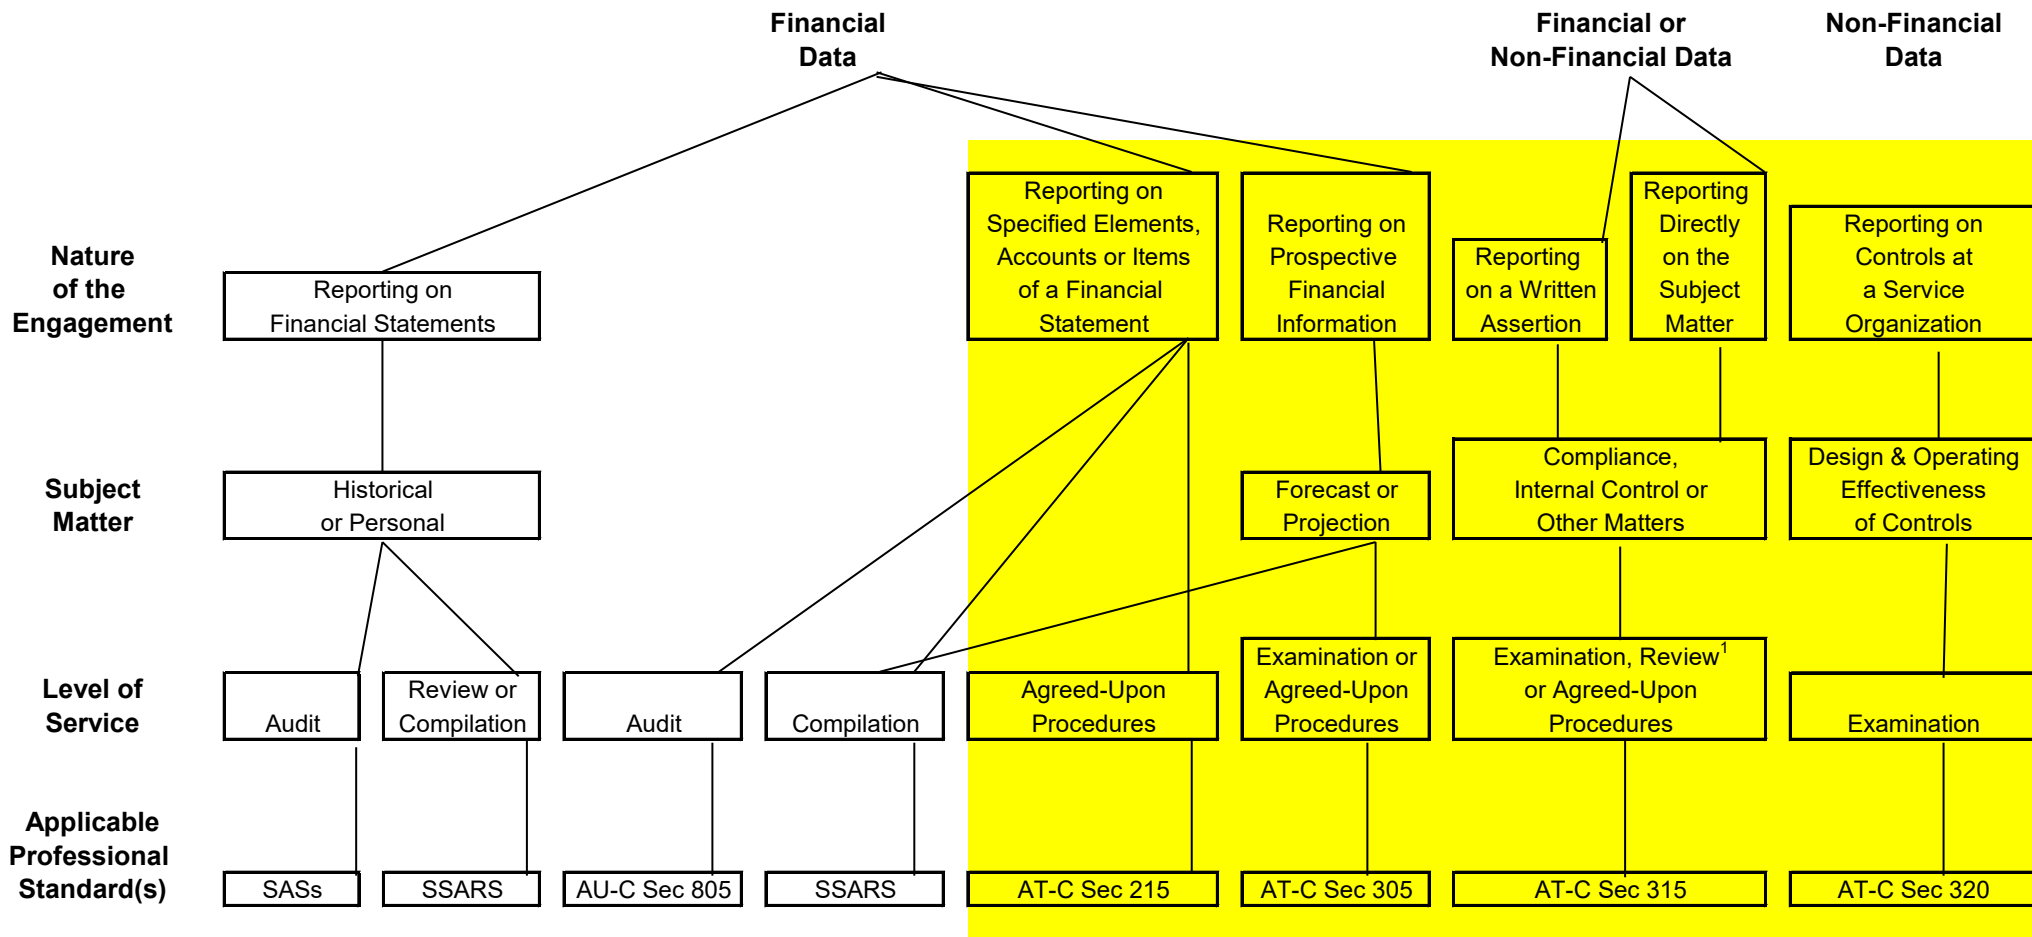 Financial
Data
Financial or
Non-Financial Data
Non-Financial
Data
Nature
of the
Engagement
Reporting on
Financial Statements
Reporting on
Specified Elements,
Accounts or Items
of a Financial
Statement
Reporting on
Prospective
Financial
Information
Reporting
on a Written
Assertion
Reporting
Directly
on the
Subject
Matter
Reporting on
Controls at
a Service
Organization
Subject
Matter
Historical
or Personal
Forecast or
Projection
Compliance,
Internal Control or
Other Matters
Design & Operating
Effectiveness
of Controls
Level of
Service
Audit
Review or
Compilation
Audit
Compilation
Agreed-Upon
Procedures
Examination or
Agreed-Upon
Procedures
Examination, Review¹
or Agreed-Upon
Procedures
Examination
Applicable
Professional
Standard(s)
SASs
SSARS
AU-C Sec 805
SSARS
AT-C Sec 215
AT-C Sec 305
AT-C Sec 315
AT-C Sec 320